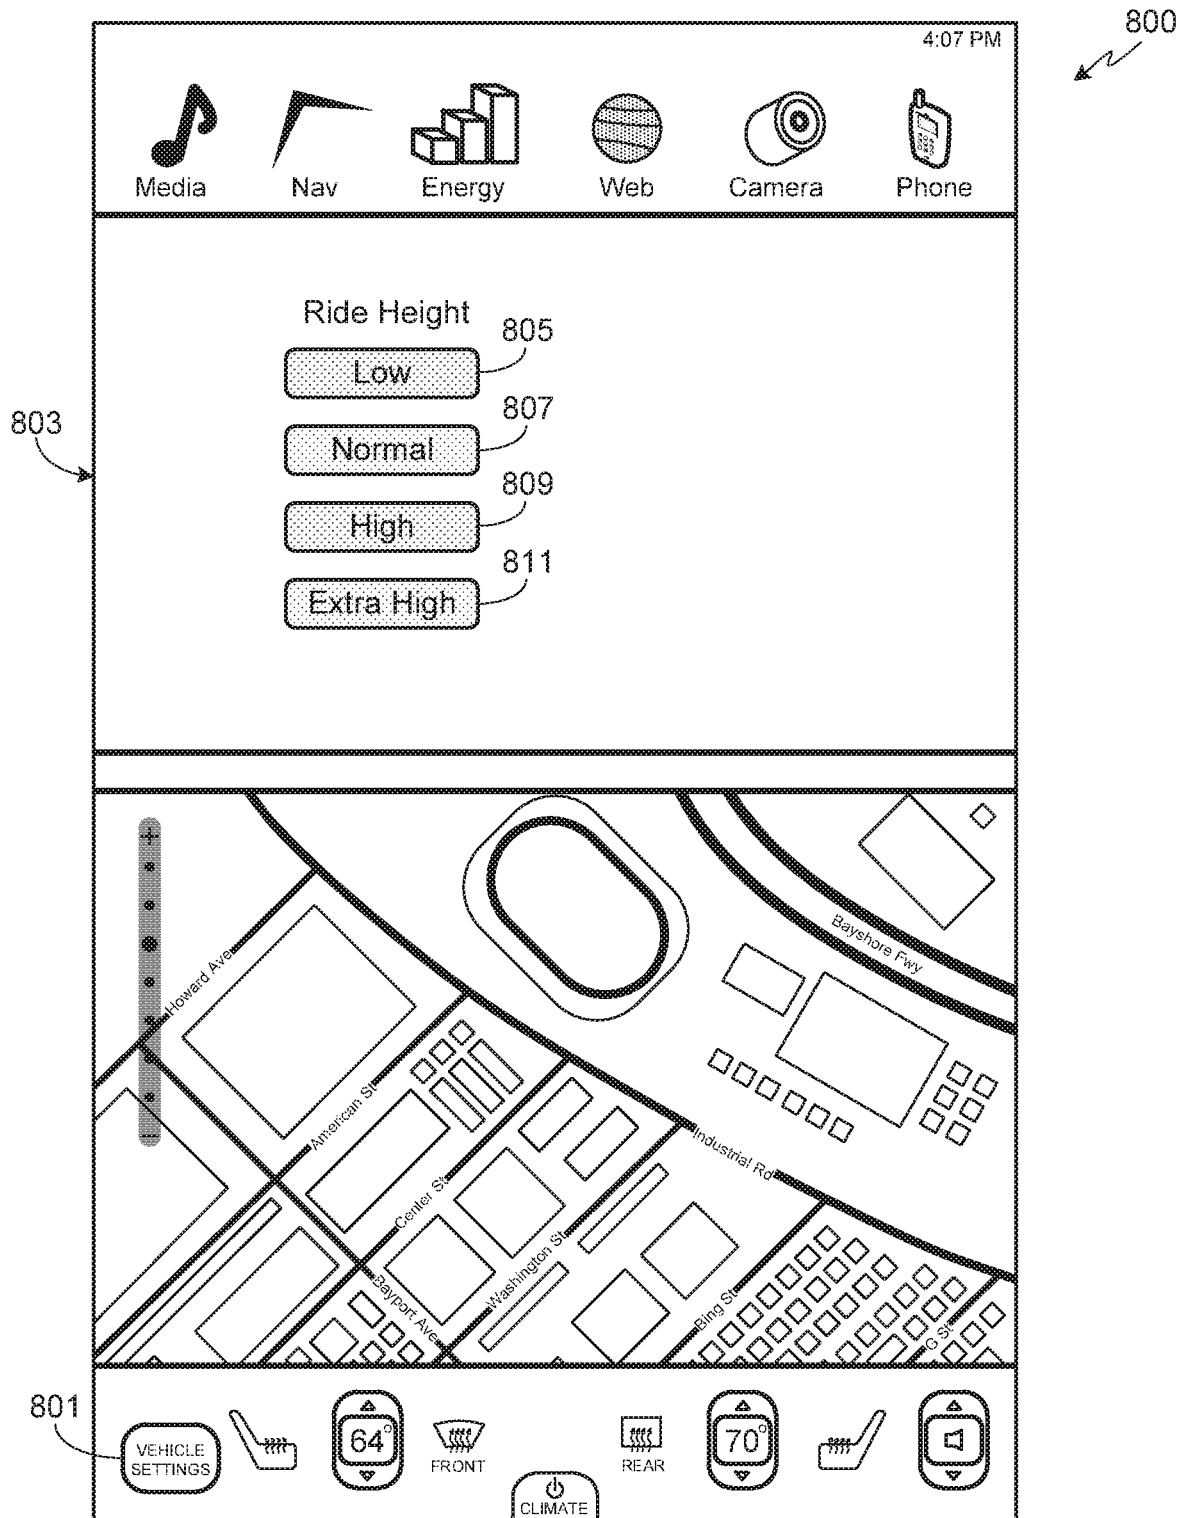 800
4:07 PM
Media Nav Energy Web Camera Phone
Ride Height
805
Low
807
803
Normal
809
High
811
Extra High
Bayshore Fwy
Howard Ave
American St
Industrial Rd
Center St
Washington St
Bayport Ave
Bing St
G St
801
VEHICLE
SETTINGS
64°
FRONT
REAR
70°
CLIMATE